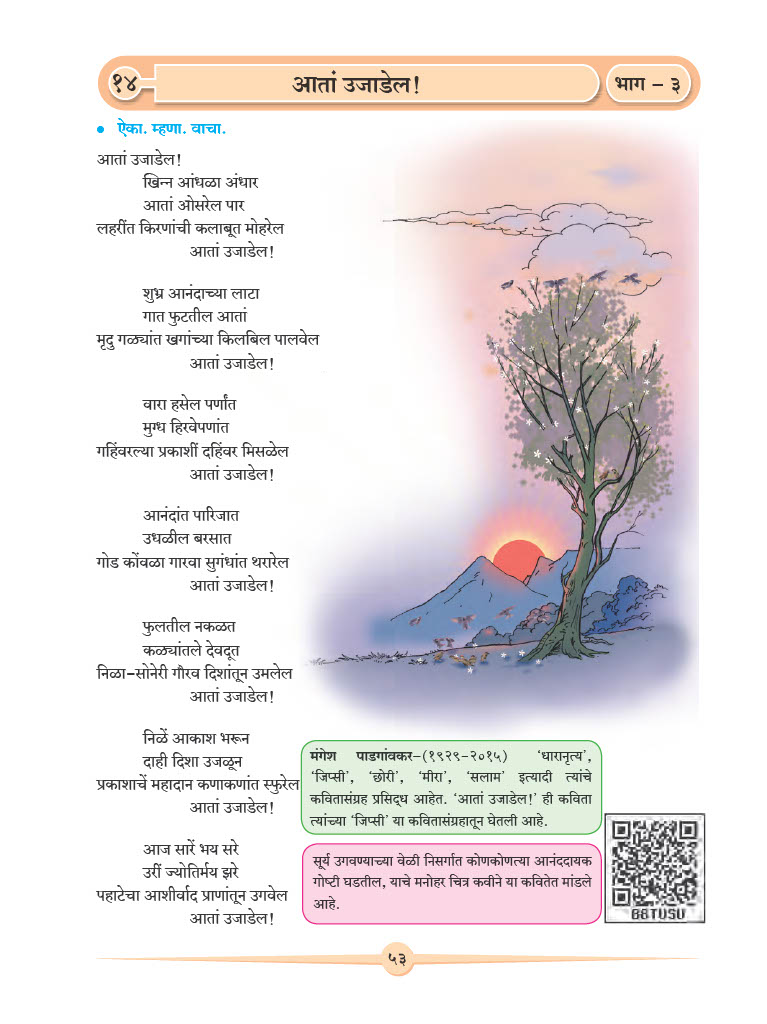 १४
आतां उजाडेल!
भाग – ३
• ऐका. म्हणा. वाचा.
आतां उजाडेल!
खिन्न आंधळा अंधार
आतां ओसरेल पार
लहरींत किरणांची कलाबूत मोहरेल
आतां उजाडेल!
शुभ्र आनंदाच्या लाटा
गात फुटतील आतां
मृदु गळ्यांत खगांच्या किलबिल पालवेल
आतां उजाडेल!
वारा हसेल पर्णांत
मुग्ध हिरवेपणांत
गहिंवरल्या प्रकाशीं दहिंवर मिसळेल
आतां उजाडेल!
आनंदांत पारिजात
उधळील बरसात
गोड कोंवळा गारवा सुगंधांत थरारेल
आतां उजाडेल!
फुलतील नकळत
कळ्यांतले देवदूत
निळा-सोनेरी गौरव दिशांतून उमलेल
आतां उजाडेल!
निळें आकाश भरून
दाही दिशा उजळून
प्रकाशाचें महादान कणाकणांत स्फुरेल
आतां उजाडेल!
आज सारें भय सरे
उरीं ज्योतिर्मय झरे
पहाटेचा आशीर्वाद प्राणांतून उगवेल
आतां उजाडेल!
मंगेश पाडगांवकर-(१९२९-२०१५) ‘धारानृत्य’,
‘जिप्सी’, ‘छोरी’, ‘मीरा’, ‘सलाम’ इत्यादी त्यांचे
कवितासंग्रह प्रसिद्ध आहेत. ‘आतां उजाडेल!’ ही कविता
त्यांच्या ‘जिप्सी’ या कवितासंग्रहातून घेतली आहे.
सूर्य उगवण्याच्या वेळी निसर्गात कोणकोणत्या आनंददायक
गोष्टी घडतील, याचे मनोहर चित्र कवीने या कवितेत मांडले
आहे.
B8TUSU
५३